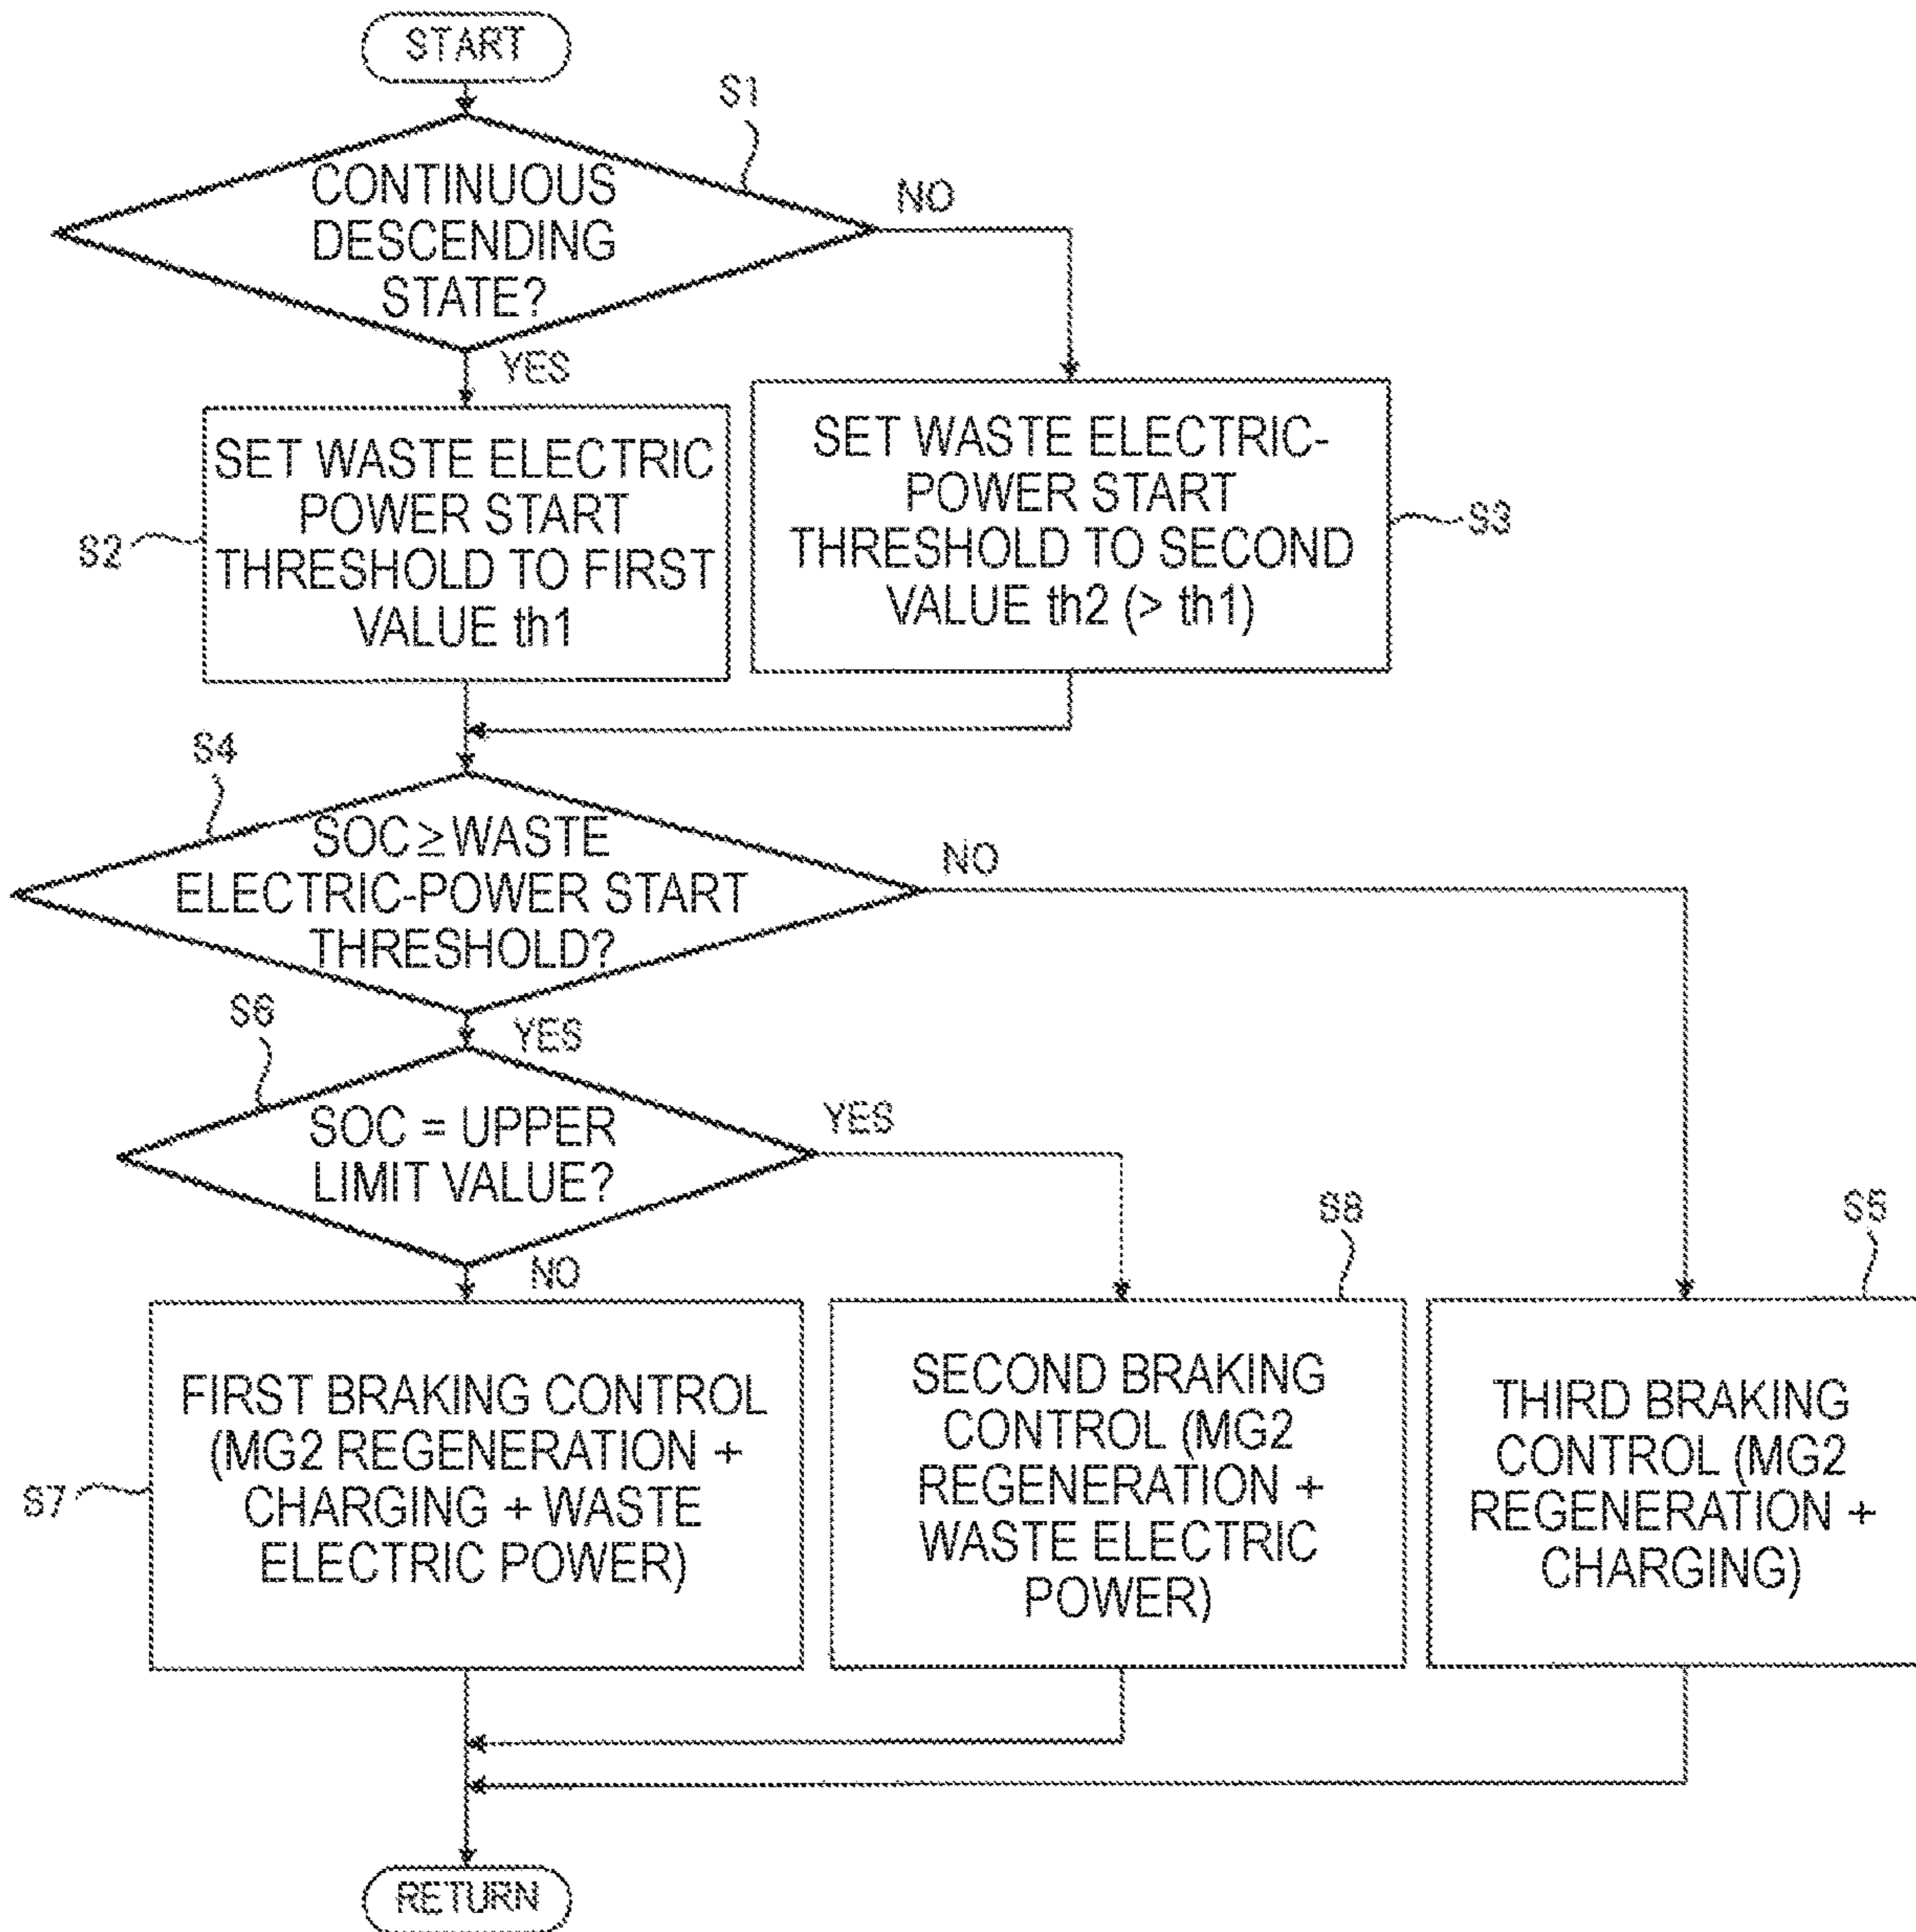 START
S1
CONTINUOUS
DESCENDING
STATE?
NO
YES
SET WASTE ELECTRIC
POWER START
THRESHOLD TO FIRST
VALUE th1
S2
SET WASTE ELECTRIC-
POWER START
THRESHOLD TO SECOND
VALUE th2 (> th1)
S3
S4
SOC≥WASTE
ELECTRIC-POWER START
THRESHOLD?
NO
YES
S6
SOC = UPPER
LIMIT VALUE?
YES
NO
S7
FIRST BRAKING CONTROL
(MG2 REGENERATION +
CHARGING + WASTE
ELECTRIC POWER)
S8
SECOND BRAKING
CONTROL (MG2
REGENERATION +
WASTE ELECTRIC
POWER)
S5
THIRD BRAKING
CONTROL (MG2
REGENERATION +
CHARGING)
RETURN